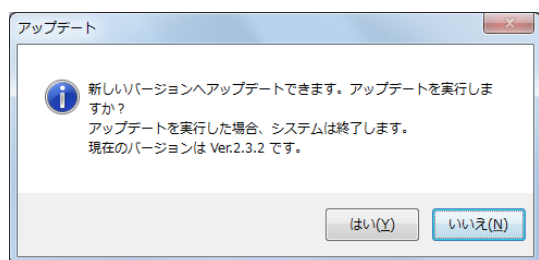 アップデート
新しいバージョンへアップデートできます。アップデートを実行しま
すか？
アップデートを実行した場合、システムは終了します。
現在のバージョンは Ver.2.3.2 です。
はい(Y) いいえ(N)